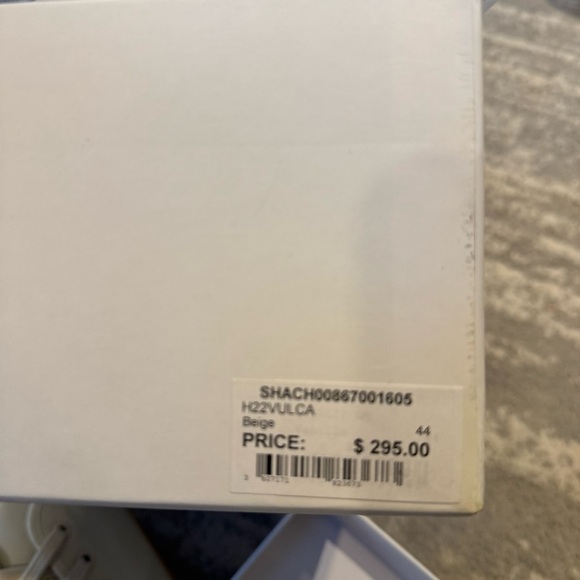 SHACH00867001605
H22VULCA
Beige 44
PRICE: $ 295.00